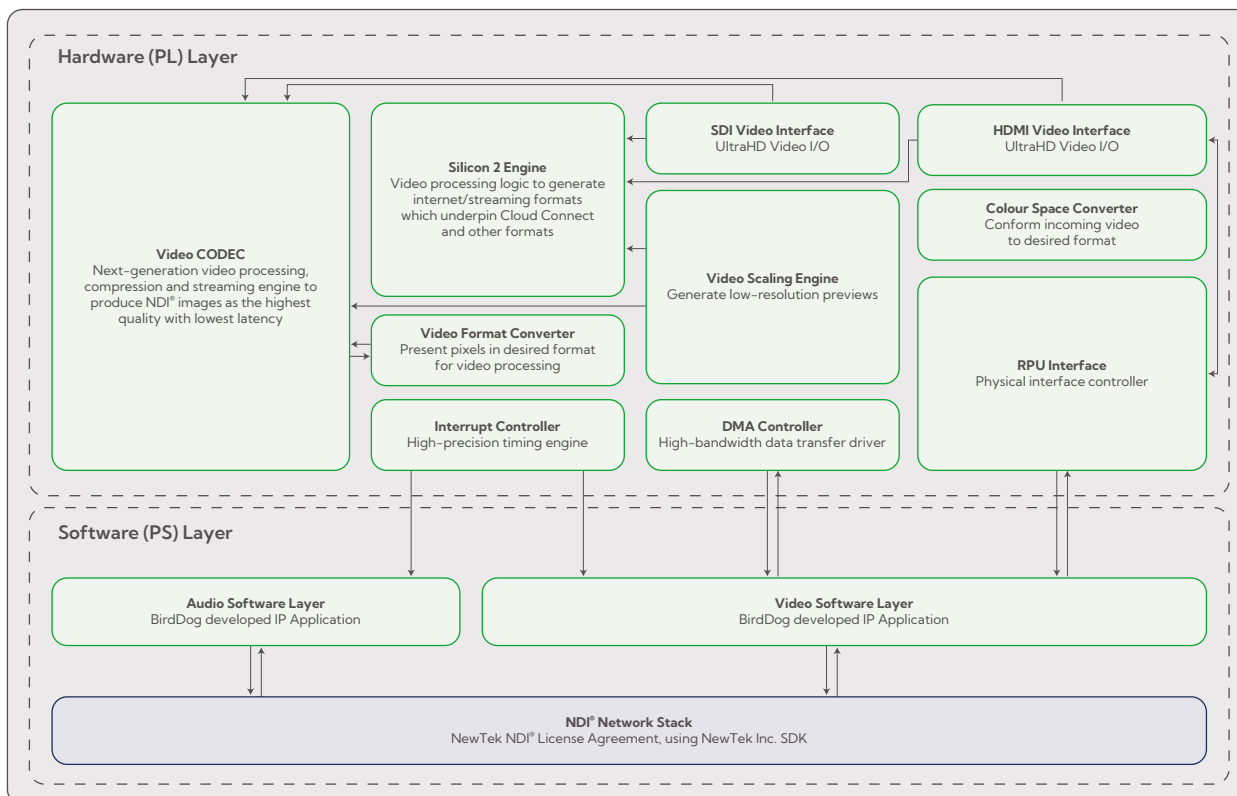 Hardware (PL) Layer
Video CODEC
Next-generation video processing,
compression and streaming engine to
produce NDI® images as the highest
quality with lowest latency
Silicon 2 Engine
Video processing logic to generate
internet/streaming formats
which underpin Cloud Connect
and other formats
Video Format Converter
Present pixels in desired format
for video processing
Interrupt Controller
High-precision timing engine
SDI Video Interface
UltraHD Video I/O
Video Scaling Engine
Generate low-resolution previews
DMA Controller
High-bandwidth data transfer driver
HDMI Video Interface
UltraHD Video I/O
Colour Space Converter
Conform incoming video
to desired format
RPU Interface
Physical interface controller
Software (PS) Layer
Audio Software Layer
BirdDog developed IP Application
Video Software Layer
BirdDog developed IP Application
NDI® Network Stack
NewTek NDI® License Agreement, using NewTek Inc. SDK